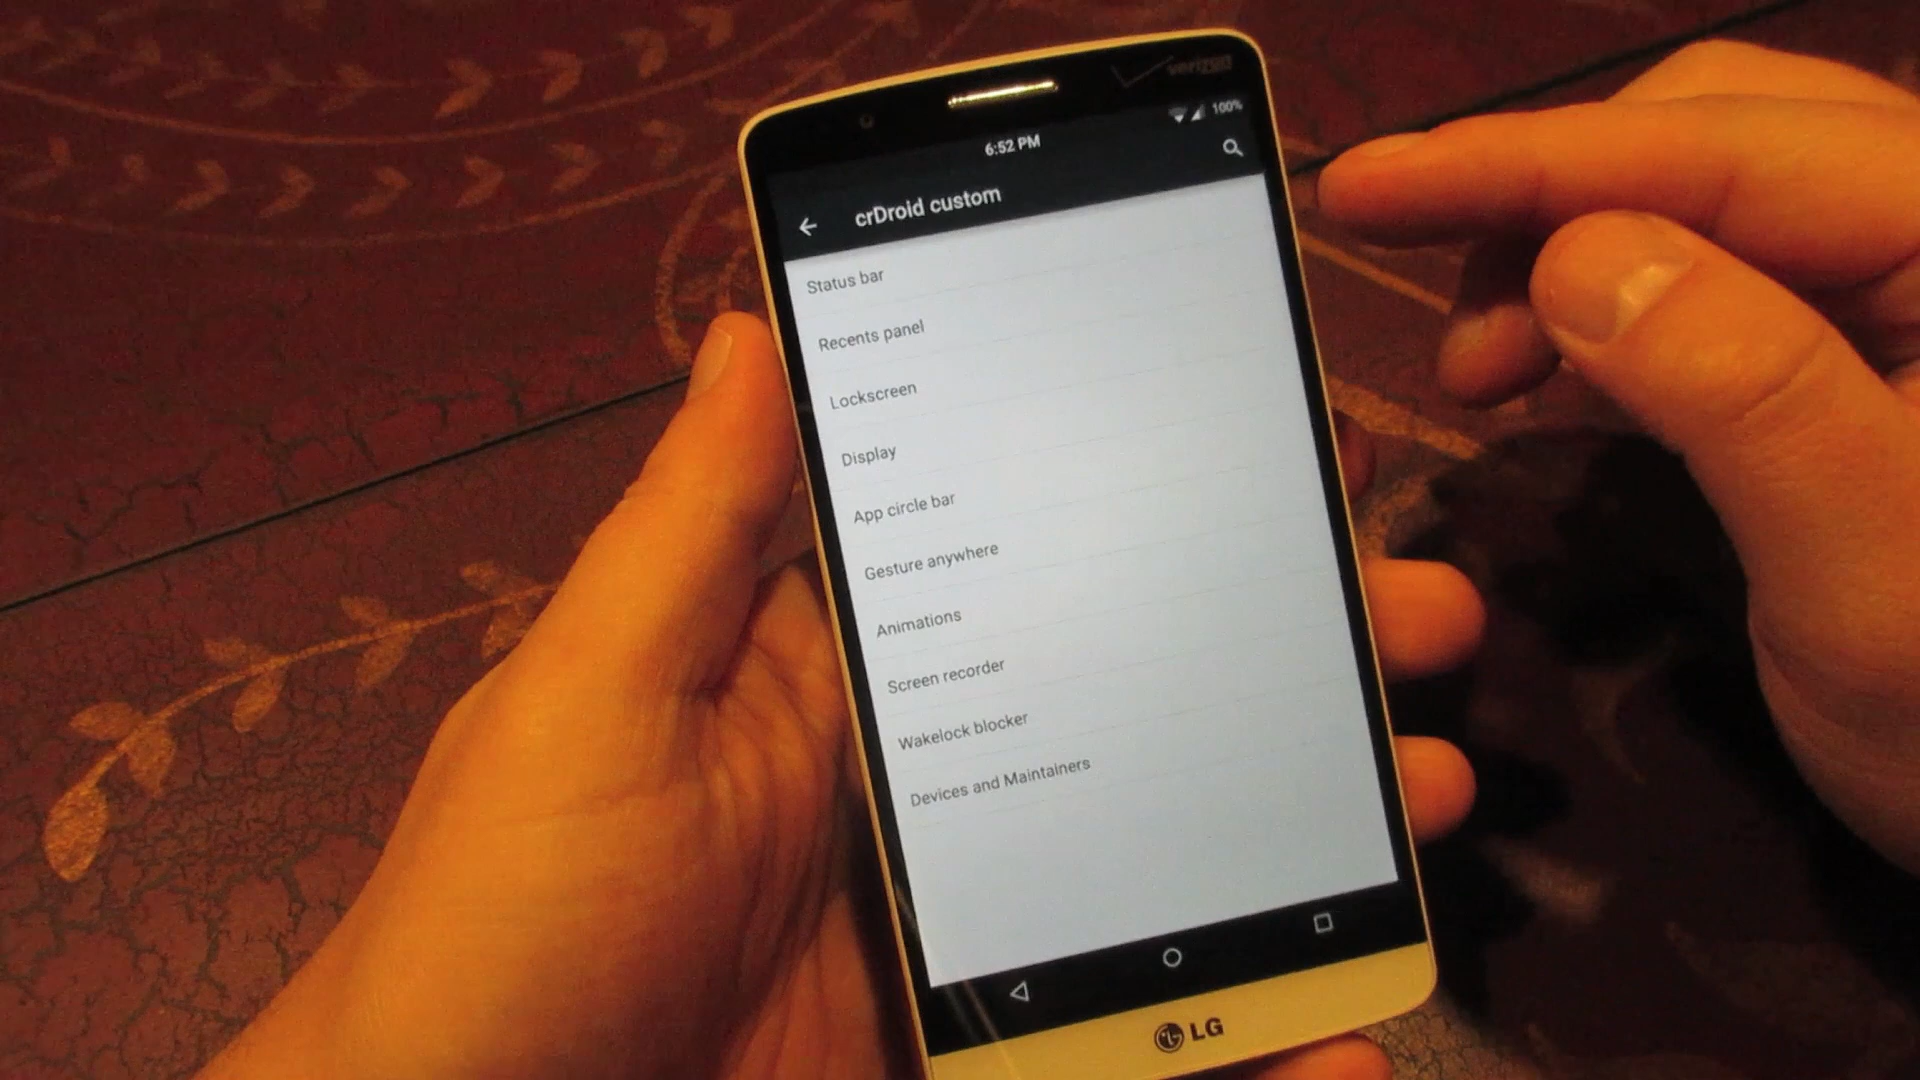 verizon
100%
6:52 PM
crDroid custom
Status bar
Recents panel
Lockscreen
Display
App circle bar
Gesture anywhere
Animations
Screen recorder
Wakelock blocker
Devices and Maintainers
LG